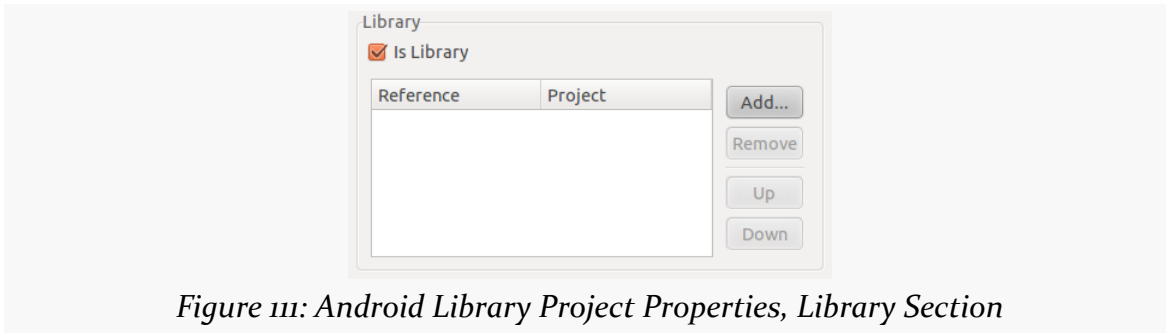 Library
Is Library
Reference Project
Add...
Remove
Up
Down
Figure 111: Android Library Project Properties, Library Section